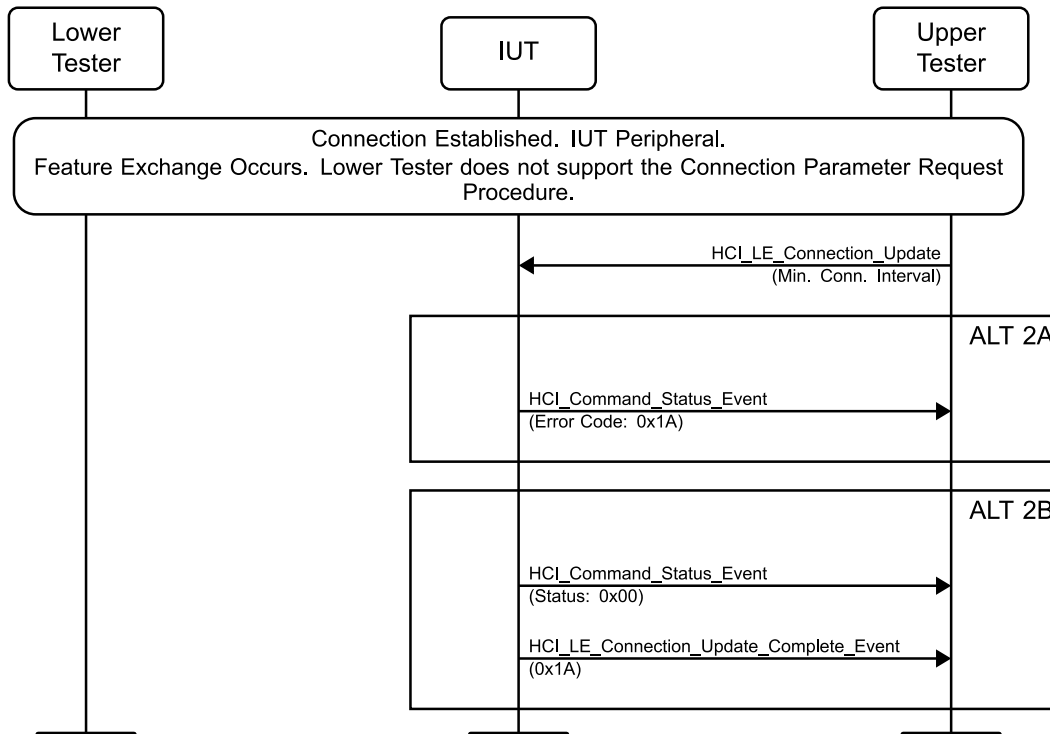 Lower
Tester
IUT
Upper
Tester
Connection Established. IUT Peripheral.
Feature Exchange Occurs. Lower Tester does not support the Connection Parameter Request
Procedure.
HCI_LE_Connection_Update
(Min. Conn. Interval)
ALT 2A
HCI_Command_Status_Event
(Error Code: 0x1A)
ALT 2B
HCI_Command_Status_Event
(Status: 0x00)
HCI_LE_Connection_Update_Complete_Event
(0x1A)